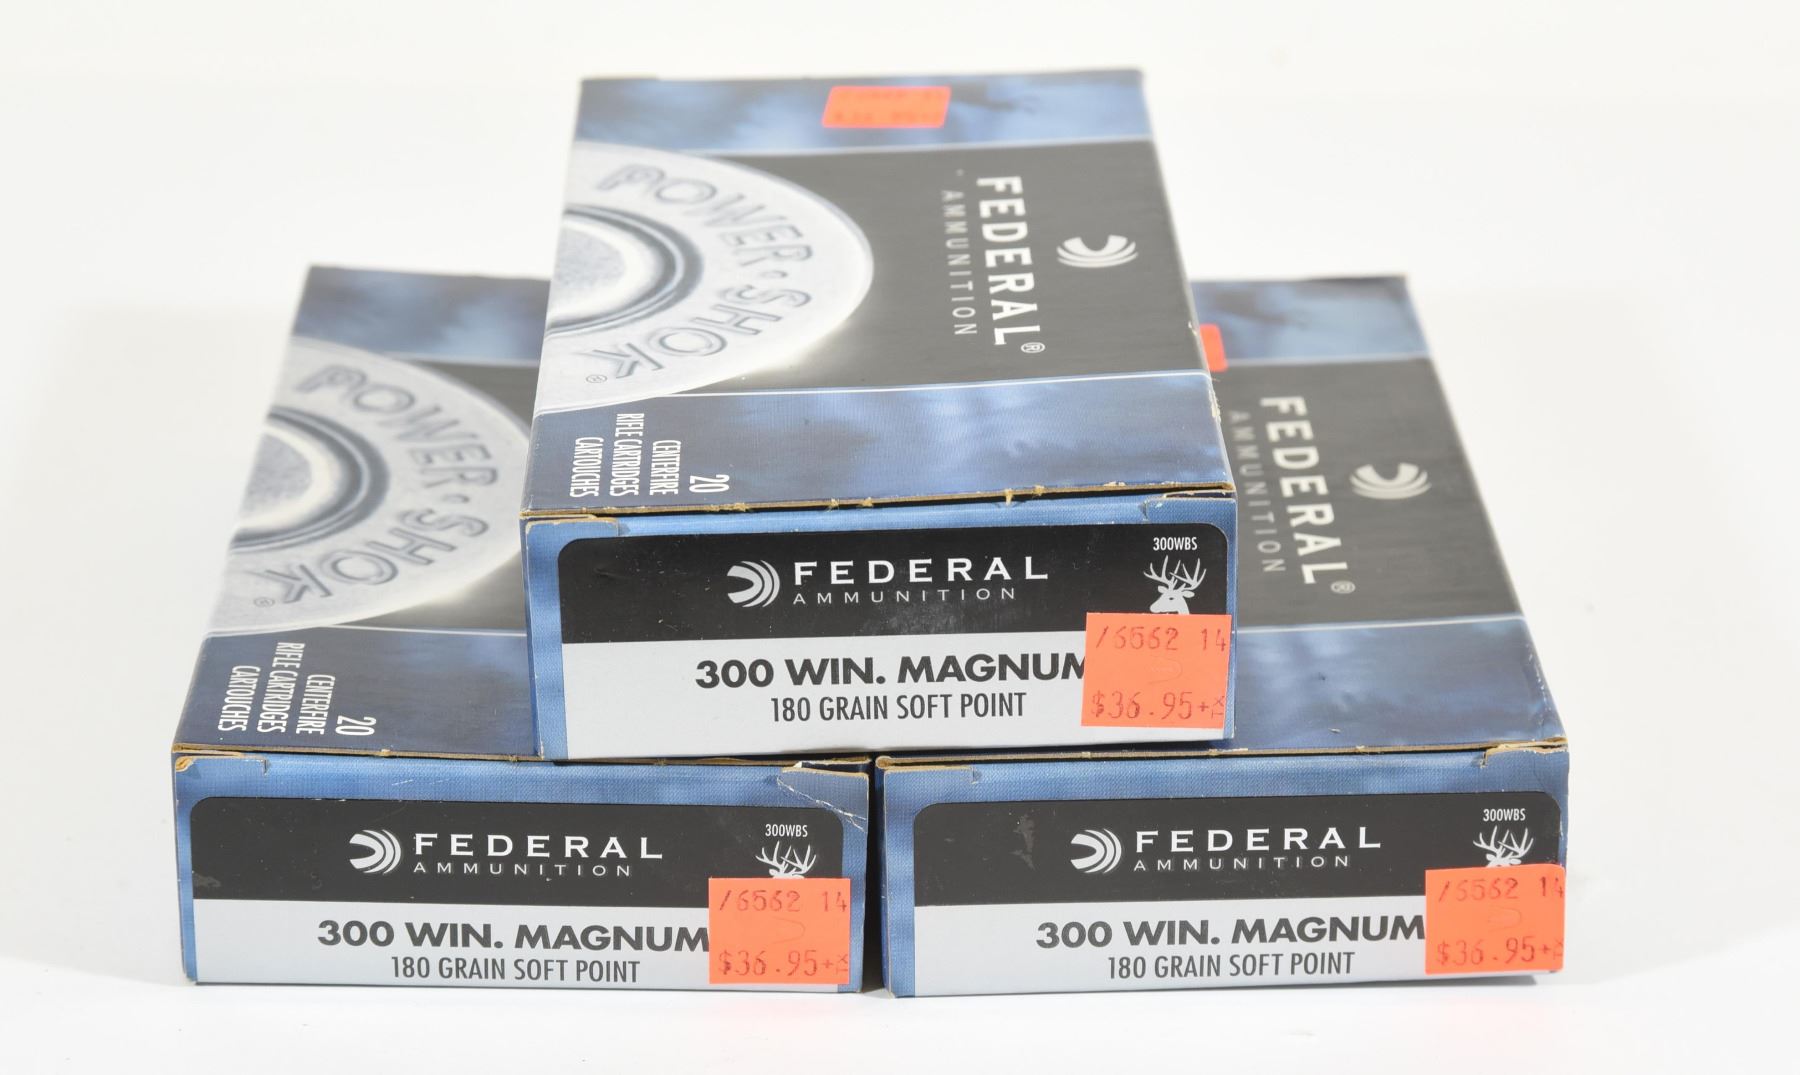 POWER·SHOK®
FEDERAL®
AMMUNITION
20
CENTERFIRE
RIFLE CARTRIDGES
CARTOUCHES
FEDERAL
AMMUNITION
300WBS
300 WIN. MAGNUM
180 GRAIN SOFT POINT
/6562 14
$36.95+
POWER·SHOK®
20
CENTERFIRE
RIFLE CARTRIDGES
CARTOUCHES
FEDERAL
AMMUNITION
300WBS
300 WIN. MAGNUM
180 GRAIN SOFT POINT
/6562 14
$36.95+
FEDERAL®
AMMUNITION
FEDERAL
AMMUNITION
300WBS
300 WIN. MAGNUM
180 GRAIN SOFT POINT
/6562 14
$36.95+